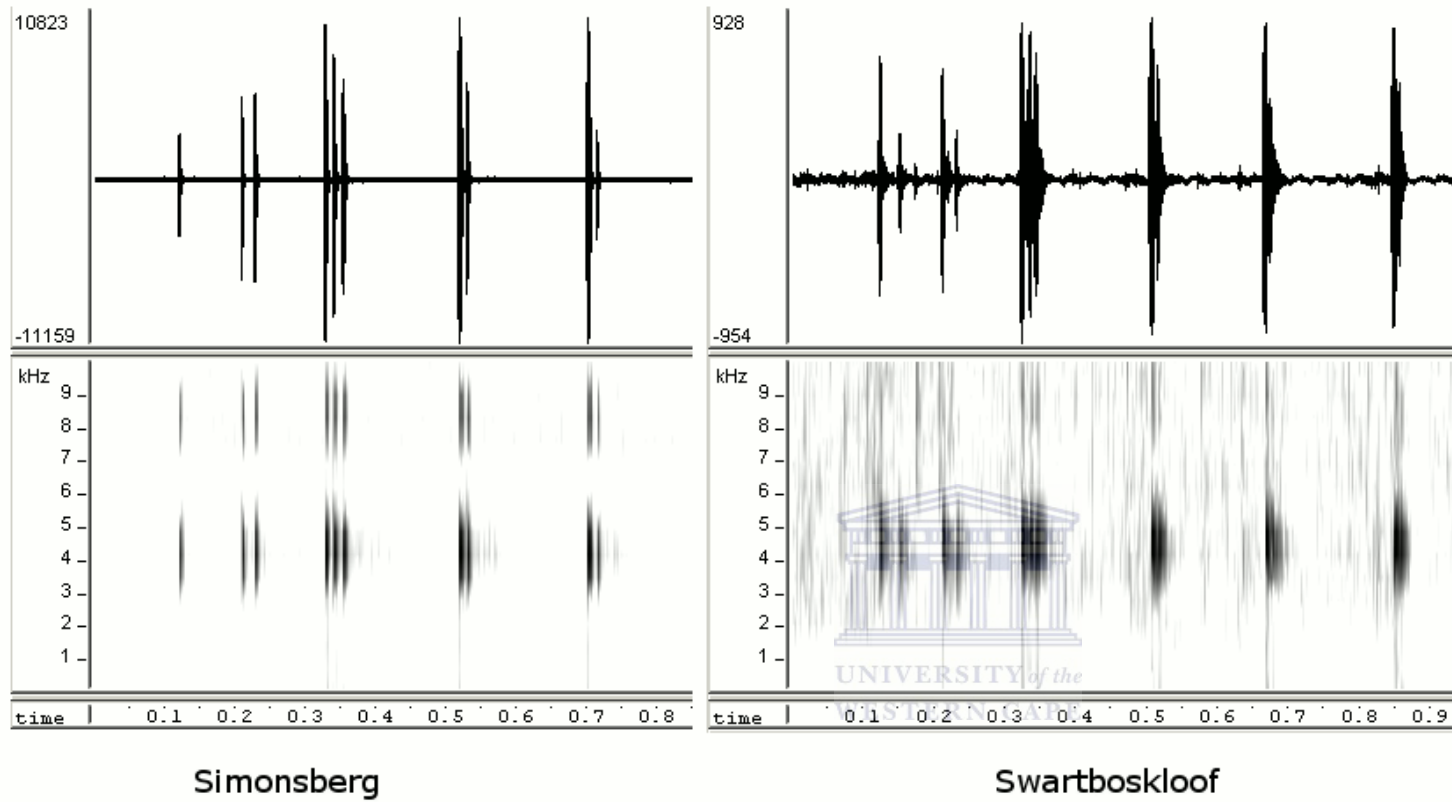 10823
-11159
kHz
9
8
7
6
5
4
3
2
1
time 0.1 0.2 0.3 0.4 0.5 0.6 0.7 0.8
Simonsberg
928
-954
kHz
9
8
7
6
5
4
3
2
1
UNIVERSITY of the
WESTERN CAPE
time 0.1 0.2 0.3 0.4 0.5 0.6 0.7 0.8 0.9
Swartboskloof